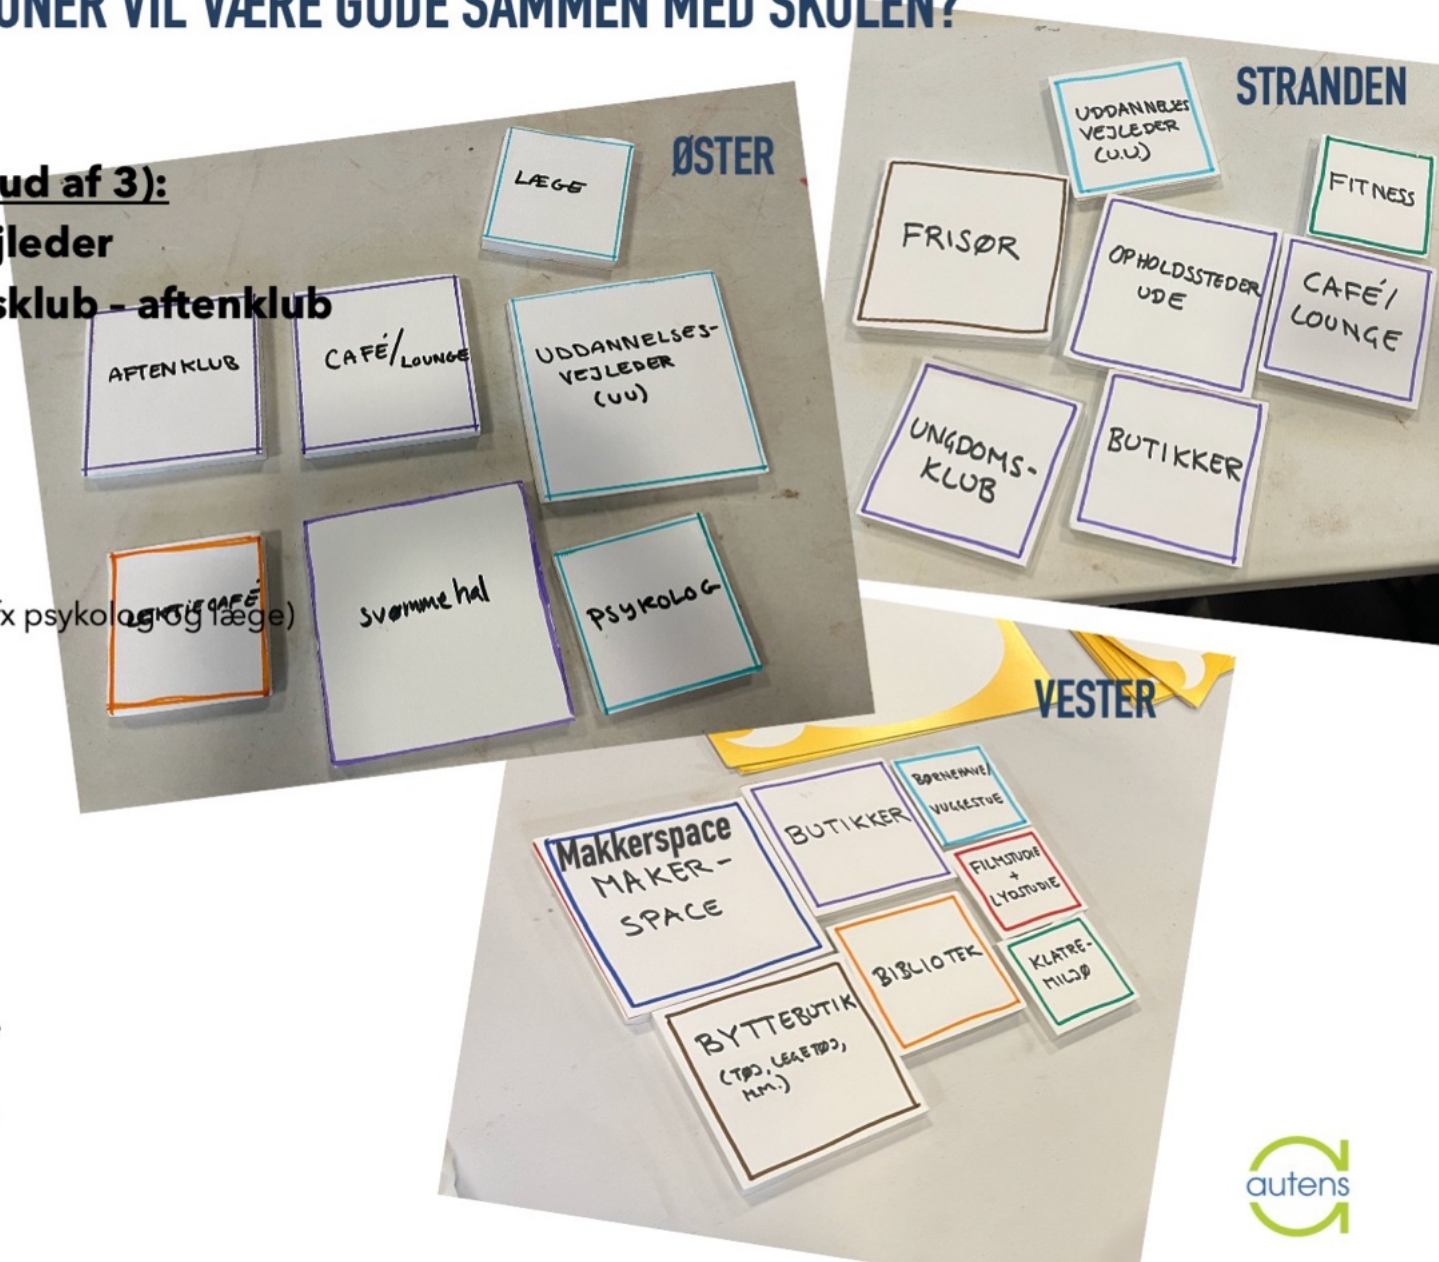 ONER VIL VÆRE GODE SAMMEN MED SKOLEN?
ud af 3):
jleder
sklub - aftenklub
x psykolog og læge)
ØSTER
LÆGE
AFTENKLUB
CAFÉ/LOUNGE
UDDANNELSES-
VEJLEDER
(UU)
LEKTIECAFÉ
svømmehal
PSYKOLOG
STRANDEN
UDDANNELSES
VEJLEDER
(U.U.)
FITNESS
FRISØR
OPHOLDSSTEDER
UDE
CAFÉ/
LOUNGE
UNGDOMS-
KLUB
BUTIKKER
VESTER
Makkerspace
MAKER-
SPACE
BUTIKKER
BØRNEHAVE/
VUGGESTUE
FILMSTUDIE
+
LYDSTUDIE
BIBLIOTEK
KLATRE-
MILJØ
BYTTEBUTIK
(TØJ, LEGETØJ,
M.M.)
autens